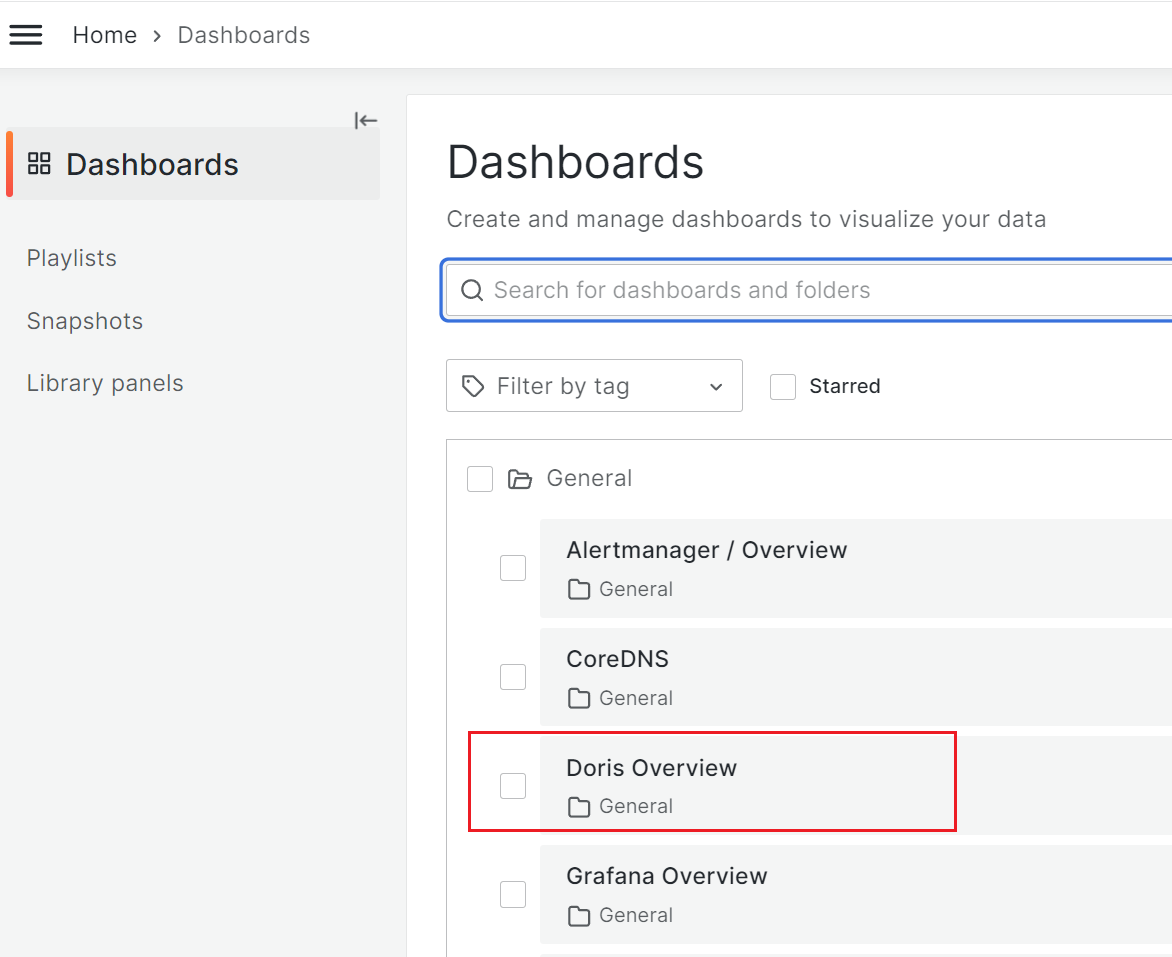 Home › Dashboards
Dashboards
Playlists
Snapshots
Library panels
Dashboards
Create and manage dashboards to visualize your data
Search for dashboards and folders
Filter by tag
Starred
General
Alertmanager / Overview
General
CoreDNS
General
Doris Overview
General
Grafana Overview
General